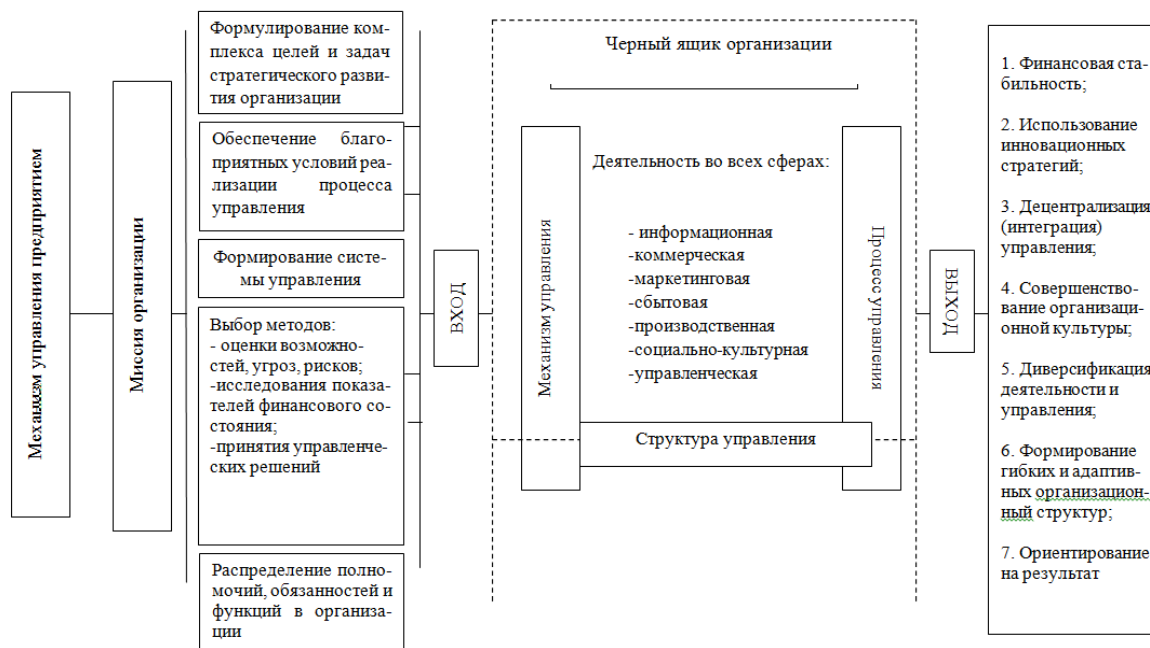 Механизм управления предприятием
Миссия организации
Формулирование ком-
плекса целей и задач
стратегического разви-
тия организации
Обеспечение благо-
приятных условий реа-
лизации процесса
управления
Формирование систе-
мы управления
Выбор методов:
- оценки возможно-
стей, угроз, рисков;
-исследования показа-
телей финансового со-
стояния;
-принятия управленче-
ских решений
Распределение полно-
мочий, обязанностей и
функций в организа-
ции
ВХОД
Черный ящик организации
Механизм управления
Деятельность во всех сферах:
- информационная
-коммерческая
-маркетинговая
-сбытовая
-производственная
-социально-культурная
-управленческая
Структура управления
Процесс управления
ВЫХОД
1. Финансовая ста-
бильность;
2. Использование
инновационных
стратегий;
3. Децентрализация
(интеграция)
управления;
4. Совершенство-
вание организаци-
онной культуры;
5. Диверсификация
деятельности и
управления;
6. Формирование
гибких и адаптив-
ных организацион-
ный структур;
7. Ориентирование
на результат